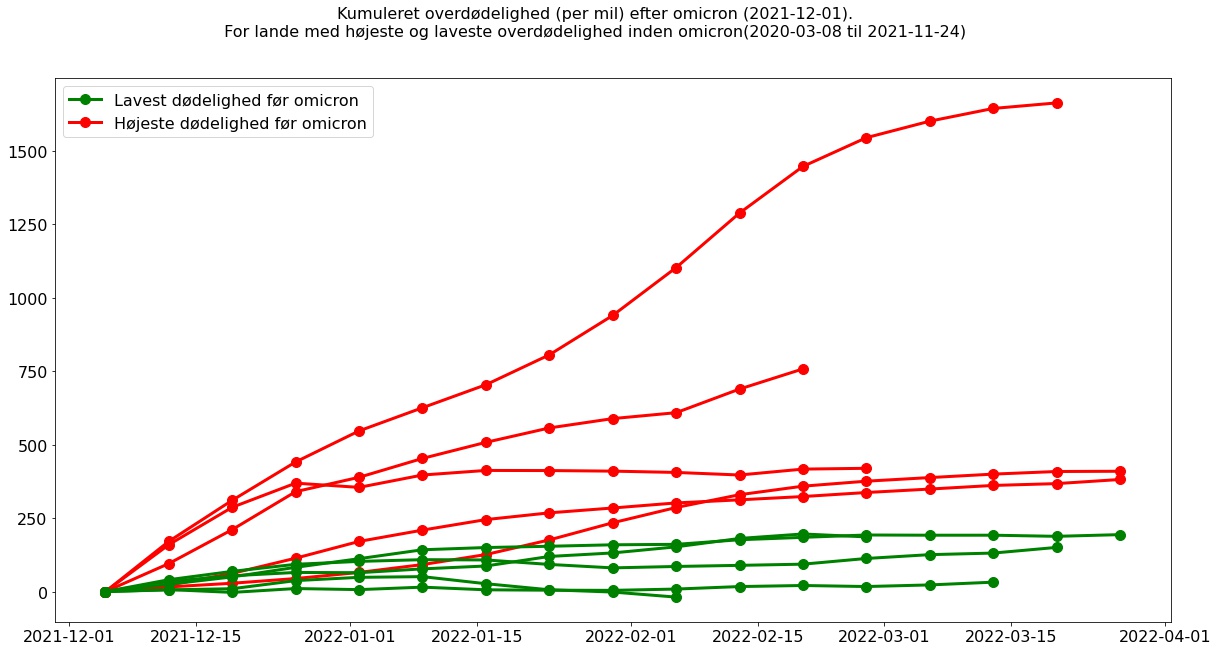 Kumuleret overdødelighed (per mil) efter omicron (2021-12-01).
For lande med højeste og laveste overdødelighed inden omicron(2020-03-08 til 2021-11-24)
Lavest dødelighed før omicron
Højeste dødelighed før omicron
1500
1250
1000
750
500
250
0
2021-12-01 2021-12-15 2022-01-01 2022-01-15 2022-02-01 2022-02-15 2022-03-01 2022-03-15 2022-04-01